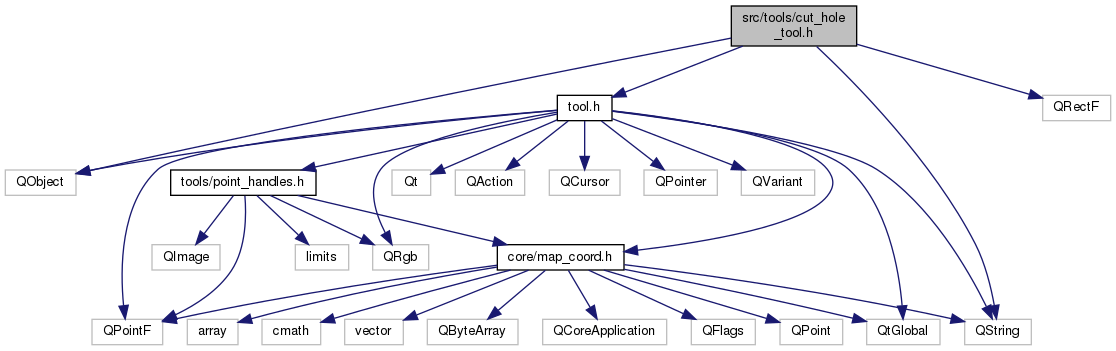 src/tools/cut_hole
_tool.h
tool.h
QRectF
QObject
tools/point_handles.h
Qt
QAction
QCursor
QPointer
QVariant
QImage
limits
QRgb
core/map_coord.h
QPointF
array
cmath
vector
QByteArray
QCoreApplication
QFlags
QPoint
QtGlobal
QString